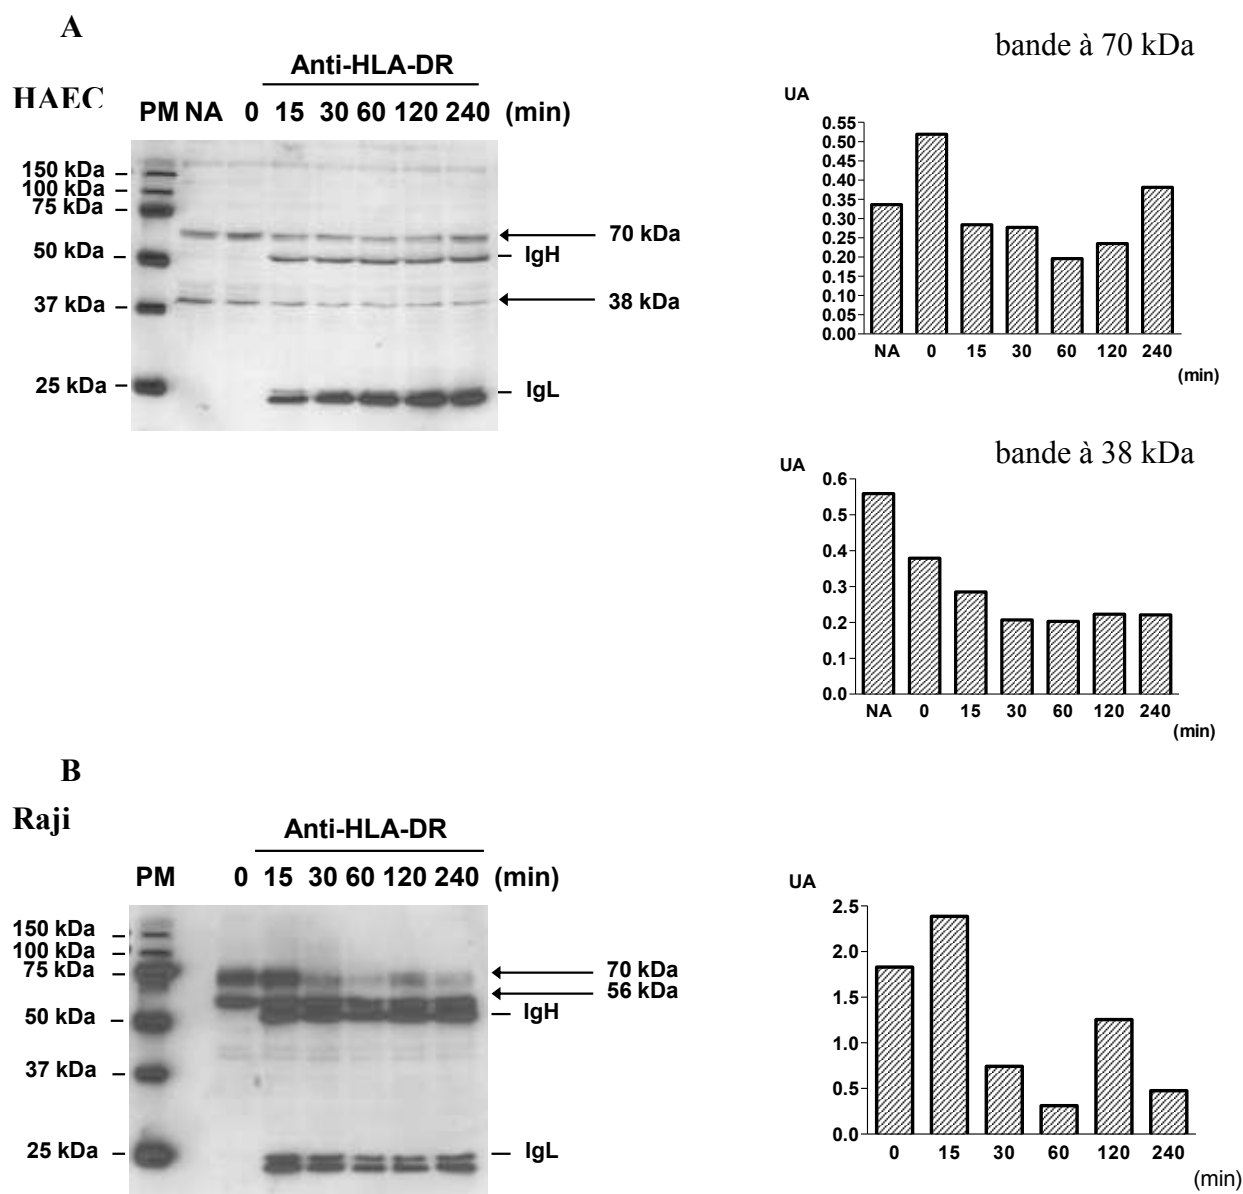 A
HAEC
Anti-HLA-DR
PM NA 0 15 30 60 120 240 (min)
150 kDa
100 kDa
75 kDa
50 kDa
37 kDa
25 kDa
70 kDa
IgH
38 kDa
IgL
bande à 70 kDa
UA
0.55
0.50
0.45
0.40
0.35
0.30
0.25
0.20
0.15
0.10
0.05
0.00
NA 0 15 30 60 120 240
(min)
bande à 38 kDa
UA
0.6
0.5
0.4
0.3
0.2
0.1
0.0
NA 0 15 30 60 120 240
(min)
B
Raji
Anti-HLA-DR
PM 0 15 30 60 120 240 (min)
150 kDa
100 kDa
75 kDa
50 kDa
37 kDa
25 kDa
70 kDa
56 kDa
IgH
IgL
UA
2.5
2.0
1.5
1.0
0.5
0.0
0 15 30 60 120 240
(min)